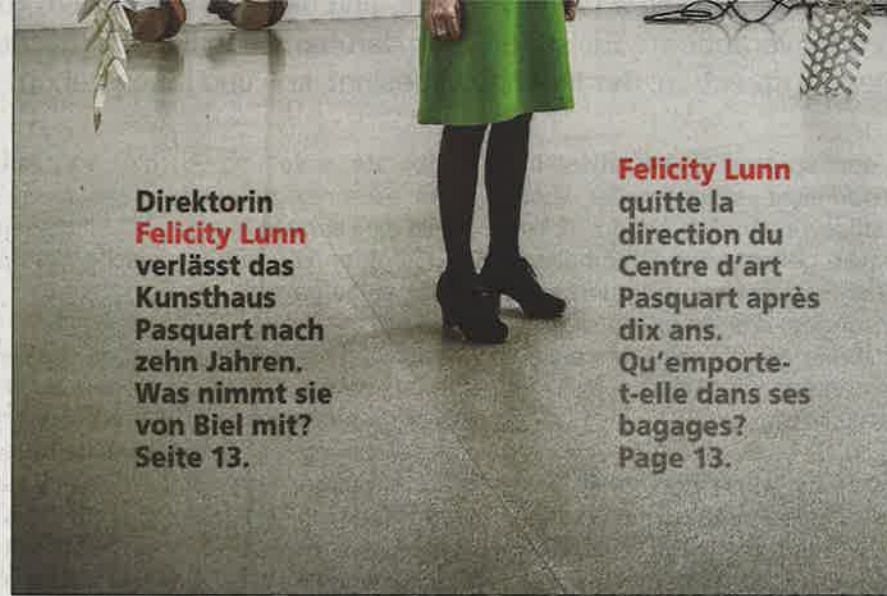 Direktorin
Felicity Lunn
verlässt das
Kunsthaus
Pasquart nach
zehn Jahren.
Was nimmt sie
von Biel mit?
Seite 13.
Felicity Lunn
quitte la
direction du
Centre d'art
Pasquart après
dix ans.
Qu'emporte-
t-elle dans ses
bagages?
Page 13.